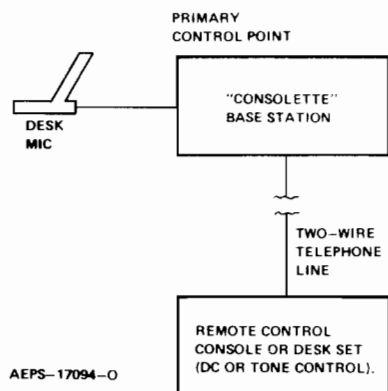 PRIMARY
CONTROL POINT
"CONSOLETTE"
BASE STATION
DESK
MIC
TWO-WIRE
TELEPHONE
LINE
REMOTE CONTROL
CONSOLE OR DESK SET
(DC OR TONE CONTROL).
AEPS-17094-O